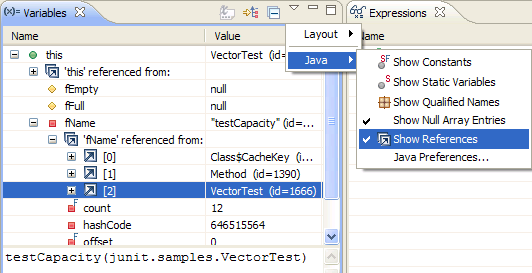 (x)= Variables
Expressions
Name Value
Name
this VectorTest (id=
'this' referenced from:
fEmpty null
fFull null
fName "testCapacity" (id=...
'fName' referenced from:
[0] Class$CacheKey (i...
[1] Method (id=1390)
[2] VectorTest (id=1666)
count 12
hashCode 646515564
offset 0
testCapacity(junit.samples.VectorTest)
Layout
Java
Show Constants
Show Static Variables
Show Qualified Names
Show Null Array Entries
Show References
Java Preferences...